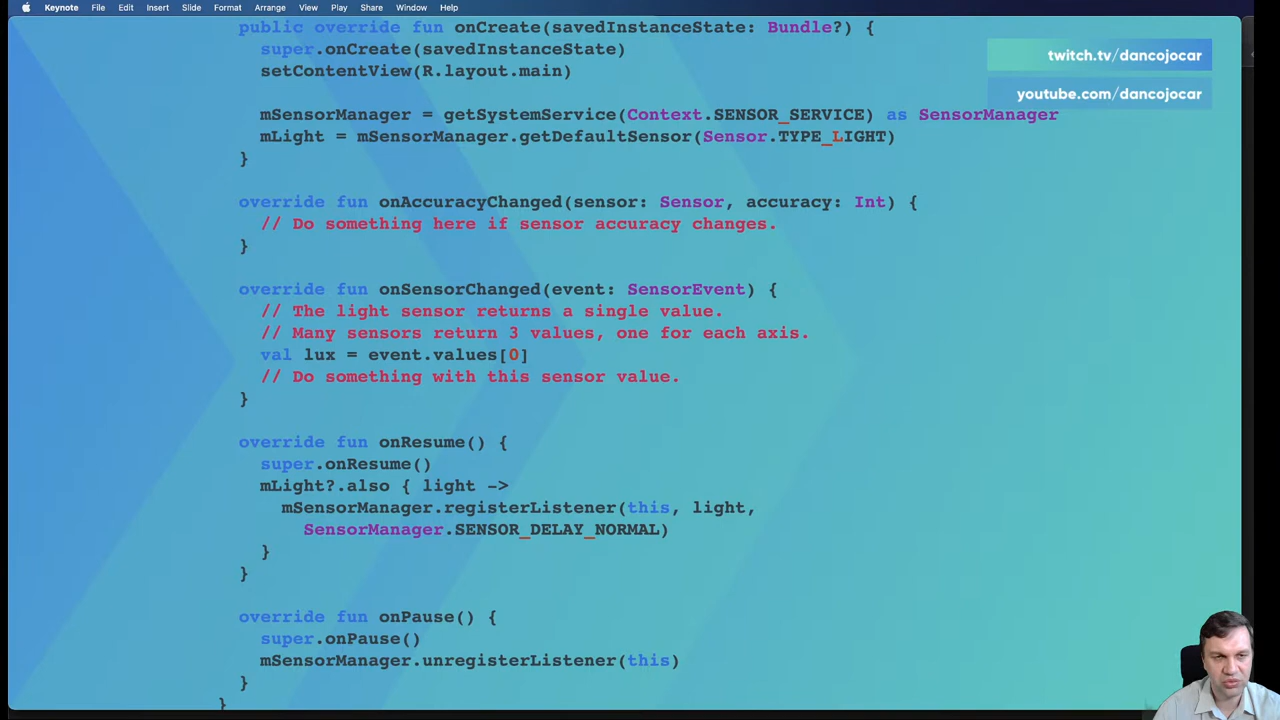 Keynote File Edit Insert Slide Format Arrange View Play Share Window Help
public override fun onCreate(savedInstanceState: Bundle?) {
super.onCreate(savedInstanceState)
setContentView(R.layout.main)
twitch.tv/dancojocar
youtube.com/dancojocar
mSensorManager = getSystemService(Context.SENSOR_SERVICE) as SensorManager
mLight = mSensorManager.getDefaultSensor(Sensor.TYPE_LIGHT)
}
override fun onAccuracyChanged(sensor: Sensor, accuracy: Int) {
// Do something here if sensor accuracy changes.
}
override fun onSensorChanged(event: SensorEvent) {
// The light sensor returns a single value.
// Many sensors return 3 values, one for each axis.
val lux = event.values[0]
// Do something with this sensor value.
}
override fun onResume() {
super.onResume()
mLight?.also { light ->
mSensorManager.registerListener(this, light,
SensorManager.SENSOR_DELAY_NORMAL)
}
}
override fun onPause() {
super.onPause()
mSensorManager.unregisterListener(this)
}
}